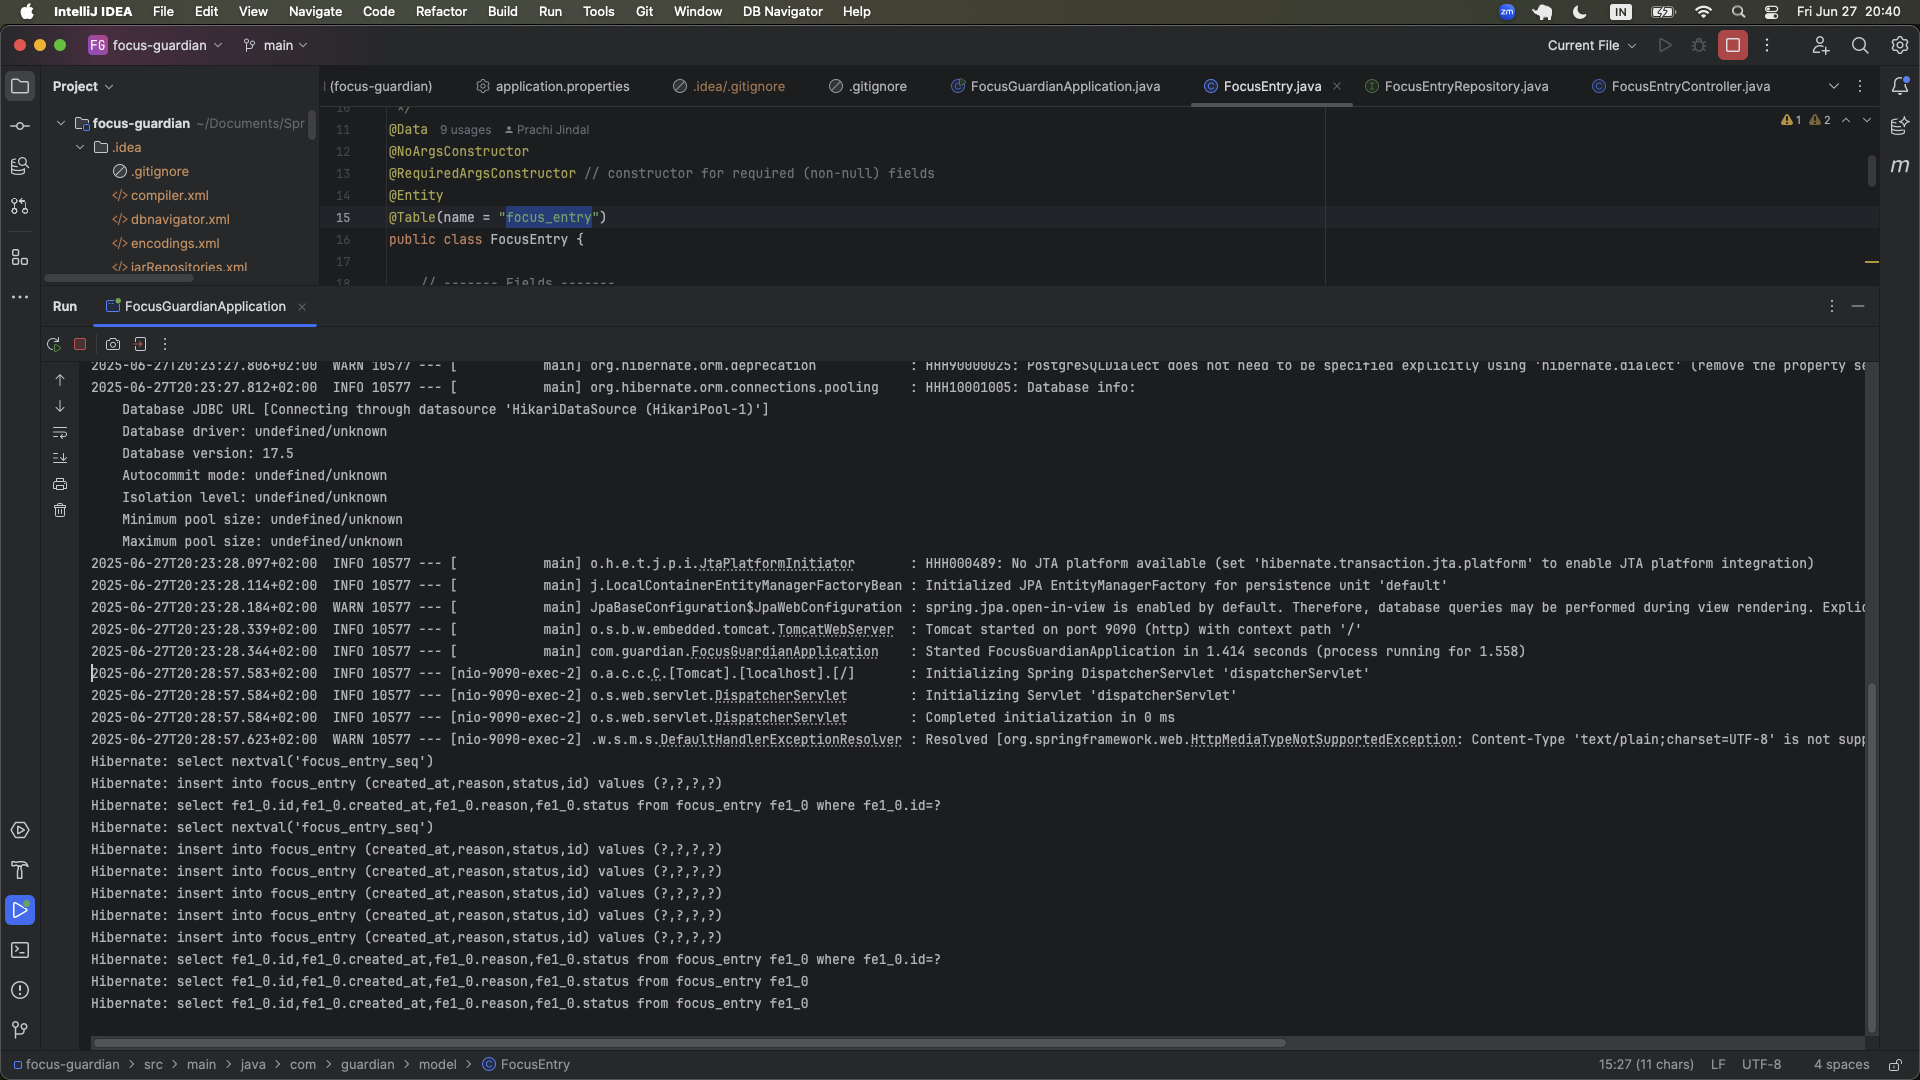 IntelliJ IDEA File Edit View Navigate Code Refactor Build Run Tools Git Window DB Navigator Help
zm IN Fri Jun 27 20:40
FG focus-guardian main Current File
Project
(focus-guardian) application.properties .idea/.gitignore .gitignore FocusGuardianApplication.java FocusEntry.java FocusEntryRepository.java FocusEntryController.java
focus-guardian ~/Documents/Spr
.idea
.gitignore
compiler.xml
dbnavigator.xml
encodings.xml
jarRepositories.xml
10 */
11 @Data 9 usages Prachi Jindal
12 @NoArgsConstructor
13 @RequiredArgsConstructor // constructor for required (non-null) fields
14 @Entity
15 @Table(name = "focus_entry")
16 public class FocusEntry {
17
18 // ------- Fields -------
1 2
Run FocusGuardianApplication
2025-06-27T20:23:27.806+02:00  WARN 10577 --- [           main] org.hibernate.orm.deprecation            : HHH90000025: PostgreSQLDialect does not need to be specified explicitly using 'hibernate.dialect' (remove the property se
2025-06-27T20:23:27.812+02:00  INFO 10577 --- [           main] org.hibernate.orm.connections.pooling    : HHH10001005: Database info:
Database JDBC URL [Connecting through datasource 'HikariDataSource (HikariPool-1)']
Database driver: undefined/unknown
Database version: 17.5
Autocommit mode: undefined/unknown
Isolation level: undefined/unknown
Minimum pool size: undefined/unknown
Maximum pool size: undefined/unknown
2025-06-27T20:23:28.097+02:00  INFO 10577 --- [           main] o.h.e.t.j.p.i.JtaPlatformInitiator       : HHH000489: No JTA platform available (set 'hibernate.transaction.jta.platform' to enable JTA platform integration)
2025-06-27T20:23:28.114+02:00  INFO 10577 --- [           main] j.LocalContainerEntityManagerFactoryBean : Initialized JPA EntityManagerFactory for persistence unit 'default'
2025-06-27T20:23:28.184+02:00  WARN 10577 --- [           main] JpaBaseConfiguration$JpaWebConfiguration : spring.jpa.open-in-view is enabled by default. Therefore, database queries may be performed during view rendering. Explic
2025-06-27T20:23:28.339+02:00  INFO 10577 --- [           main] o.s.b.w.embedded.tomcat.TomcatWebServer  : Tomcat started on port 9090 (http) with context path '/'
2025-06-27T20:23:28.344+02:00  INFO 10577 --- [           main] com.guardian.FocusGuardianApplication    : Started FocusGuardianApplication in 1.414 seconds (process running for 1.558)
2025-06-27T20:28:57.583+02:00  INFO 10577 --- [nio-9090-exec-2] o.a.c.c.C.[Tomcat].[localhost].[/]       : Initializing Spring DispatcherServlet 'dispatcherServlet'
2025-06-27T20:28:57.584+02:00  INFO 10577 --- [nio-9090-exec-2] o.s.web.servlet.DispatcherServlet        : Initializing Servlet 'dispatcherServlet'
2025-06-27T20:28:57.584+02:00  INFO 10577 --- [nio-9090-exec-2] o.s.web.servlet.DispatcherServlet        : Completed initialization in 0 ms
2025-06-27T20:28:57.623+02:00  WARN 10577 --- [nio-9090-exec-2] .w.s.m.s.DefaultHandlerExceptionResolver : Resolved [org.springframework.web.HttpMediaTypeNotSupportedException: Content-Type 'text/plain;charset=UTF-8' is not supp
Hibernate: select nextval('focus_entry_seq')
Hibernate: insert into focus_entry (created_at,reason,status,id) values (?,?,?,?)
Hibernate: select fe1_0.id,fe1_0.created_at,fe1_0.reason,fe1_0.status from focus_entry fe1_0 where fe1_0.id=?
Hibernate: select nextval('focus_entry_seq')
Hibernate: insert into focus_entry (created_at,reason,status,id) values (?,?,?,?)
Hibernate: insert into focus_entry (created_at,reason,status,id) values (?,?,?,?)
Hibernate: insert into focus_entry (created_at,reason,status,id) values (?,?,?,?)
Hibernate: insert into focus_entry (created_at,reason,status,id) values (?,?,?,?)
Hibernate: insert into focus_entry (created_at,reason,status,id) values (?,?,?,?)
Hibernate: select fe1_0.id,fe1_0.created_at,fe1_0.reason,fe1_0.status from focus_entry fe1_0 where fe1_0.id=?
Hibernate: select fe1_0.id,fe1_0.created_at,fe1_0.reason,fe1_0.status from focus_entry fe1_0
Hibernate: select fe1_0.id,fe1_0.created_at,fe1_0.reason,fe1_0.status from focus_entry fe1_0
focus-guardian > src > main > java > com > guardian > model > FocusEntry 15:27 (11 chars) LF UTF-8 4 spaces